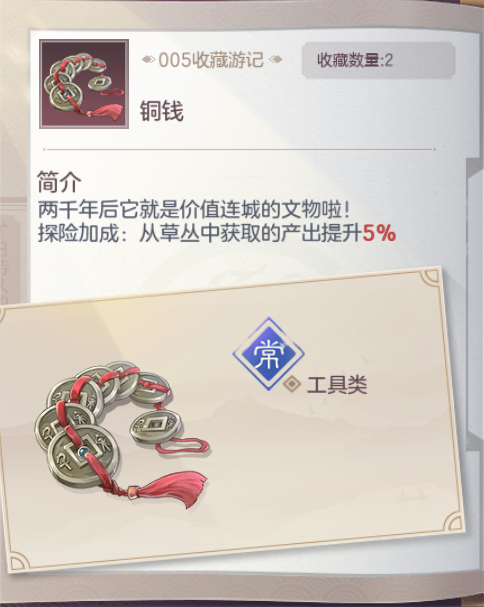 005收藏游记
收藏数量:2
铜钱
简介
两千年后它就是价值连城的文物啦！
探险加成：从草丛中获取的产出提升5%
常
工具类